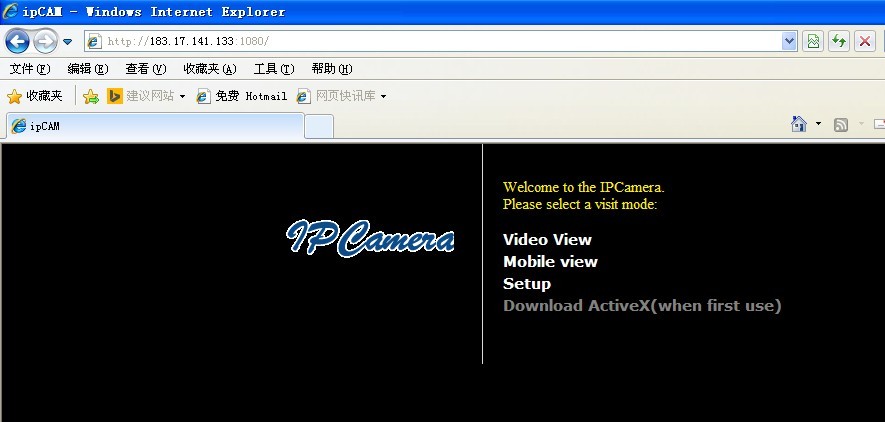 ipCAM - Windows Internet Explorer
http://183.17.141.133:1080/
文件(F) 编辑(E) 查看(V) 收藏夹(A) 工具(T) 帮助(H)
收藏夹 建议网站 免费 Hotmail 网页快讯库
ipCAM
IPCamera
Welcome to the IPCamera.
Please select a visit mode:
Video View
Mobile view
Setup
Download ActiveX(when first use)